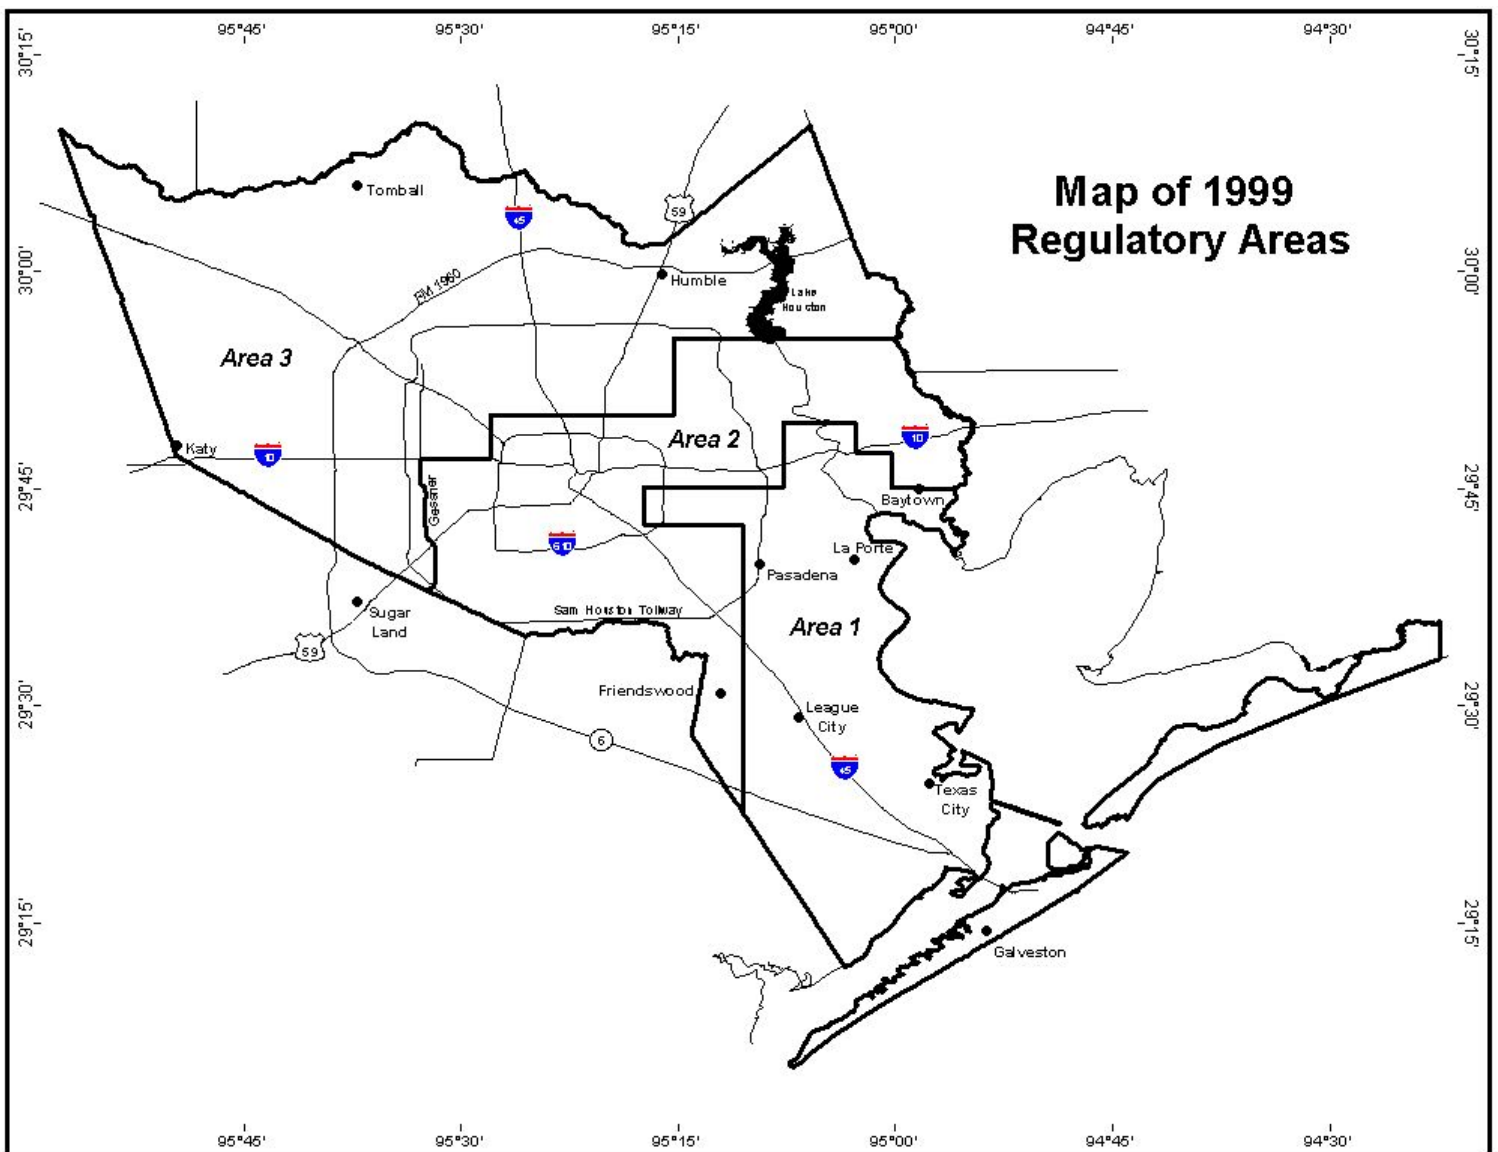 95°45'
95°30'
95°15'
95°00'
94°45'
94°30'
30°15'
30°15'
Map of 1999
Regulatory Areas
Tomball
45
59
30°00'
30°00'
FM 1960
Humble
Lake
Houston
Area 3
Area 2
10
Katy
10
29°45'
29°45'
Gessner
Baytown
610
La Porte
Pasadena
Sam Houston Tollway
Sugar
Land
Area 1
59
Friendswood
29°30'
29°30'
League
City
6
45
Texas
City
29°15'
29°15'
Galveston
95°45'
95°30'
95°15'
95°00'
94°45'
94°30'